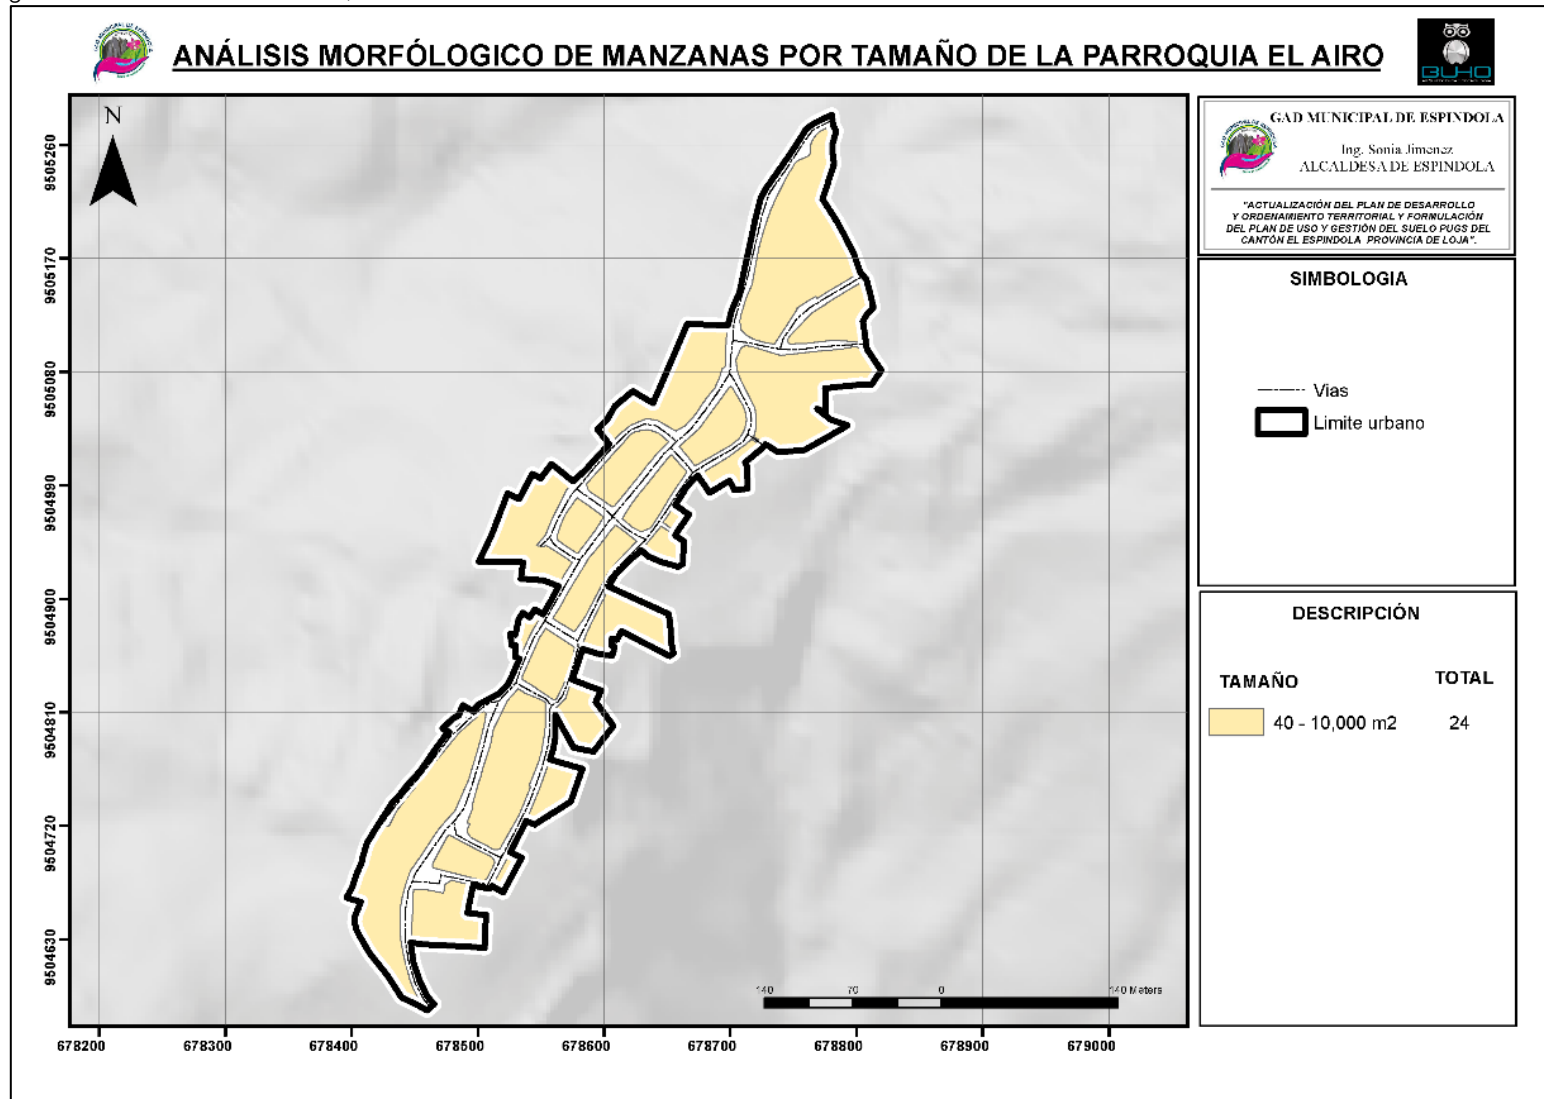 ANÁLISIS MORFÓLOGICO DE MANZANAS POR TAMAÑO DE LA PARROQUIA EL AIRO
BUHO
N
9505260
9505170
9505080
9504990
9504900
9504810
9504720
9504630
678200
678300
678400
678500
678600
678700
678800
678900
679000
140
70
0
140 Meters
GAD MUNICIPAL DE ESPINDOLA
Ing. Sonia Jimenez
ALCALDESA DE ESPINDOLA
"ACTUALIZACIÓN DEL PLAN DE DESARROLLO
Y ORDENAMIENTO TERRITORIAL Y FORMULACIÓN
DEL PLAN DE USO Y GESTIÓN DEL SUELO PUGS DEL
CANTÓN EL ESPINDOLA PROVINCIA DE LOJA".
SIMBOLOGIA
Vias
Limite urbano
DESCRIPCIÓN
TAMAÑO TOTAL
40 - 10,000 m2 24